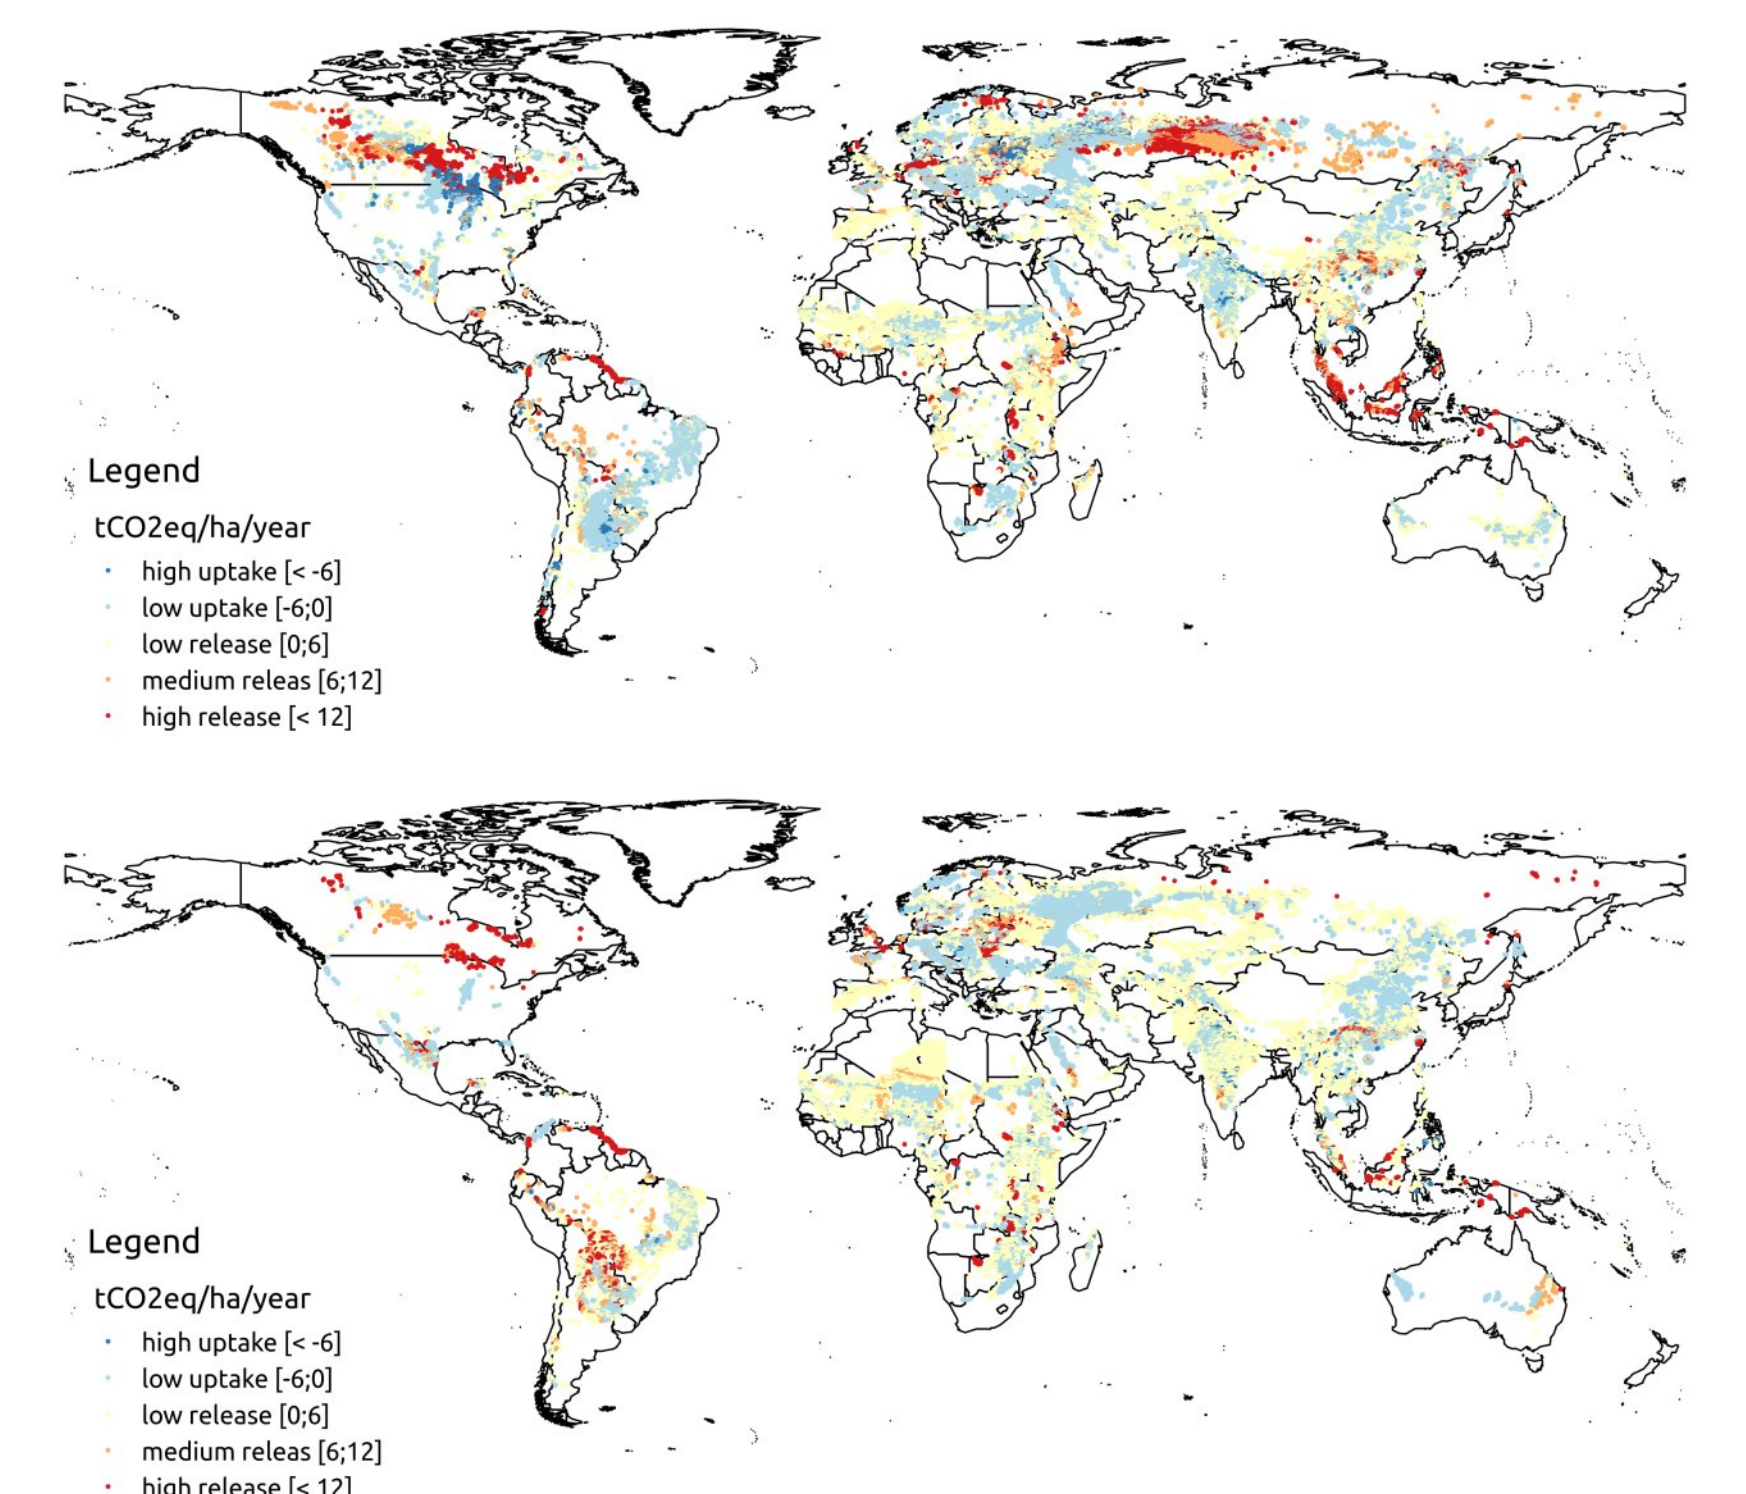 Legend
tCO2eq/ha/year
high uptake [< -6]
low uptake [-6;0]
low release [0;6]
medium releas [6;12]
high release [< 12]
Legend
tCO2eq/ha/year
high uptake [< -6]
low uptake [-6;0]
low release [0;6]
medium releas [6;12]
high release [< 12]